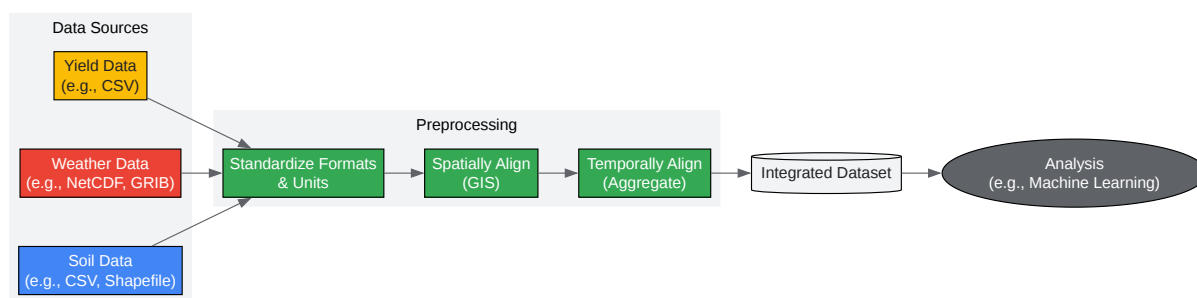 Data Sources
Yield Data
(e.g., CSV)
Weather Data
(e.g., NetCDF, GRIB)
Soil Data
(e.g., CSV, Shapefile)
Preprocessing
Standardize Formats
& Units
Spatially Align
(GIS)
Temporally Align
(Aggregate)
Integrated Dataset
Analysis
(e.g., Machine Learning)